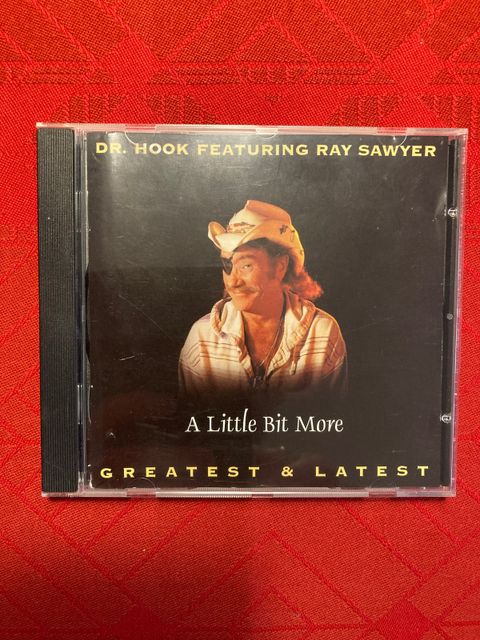 DR. HOOK FEATURING RAY SAWYER
A Little Bit More
GREATEST & LATEST